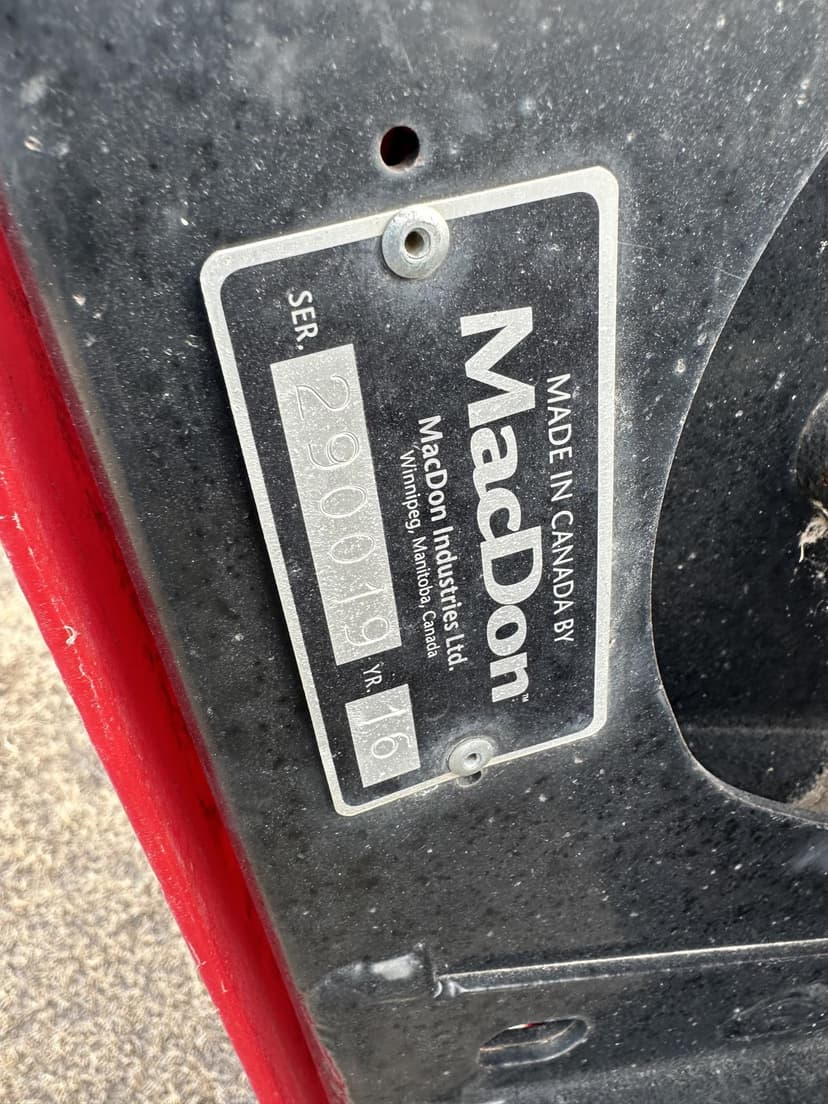 MADE IN CANADA BY
MacDon™
MacDon Industries Ltd.
Winnipeg, Manitoba, Canada
SER. 290019 YR. 16